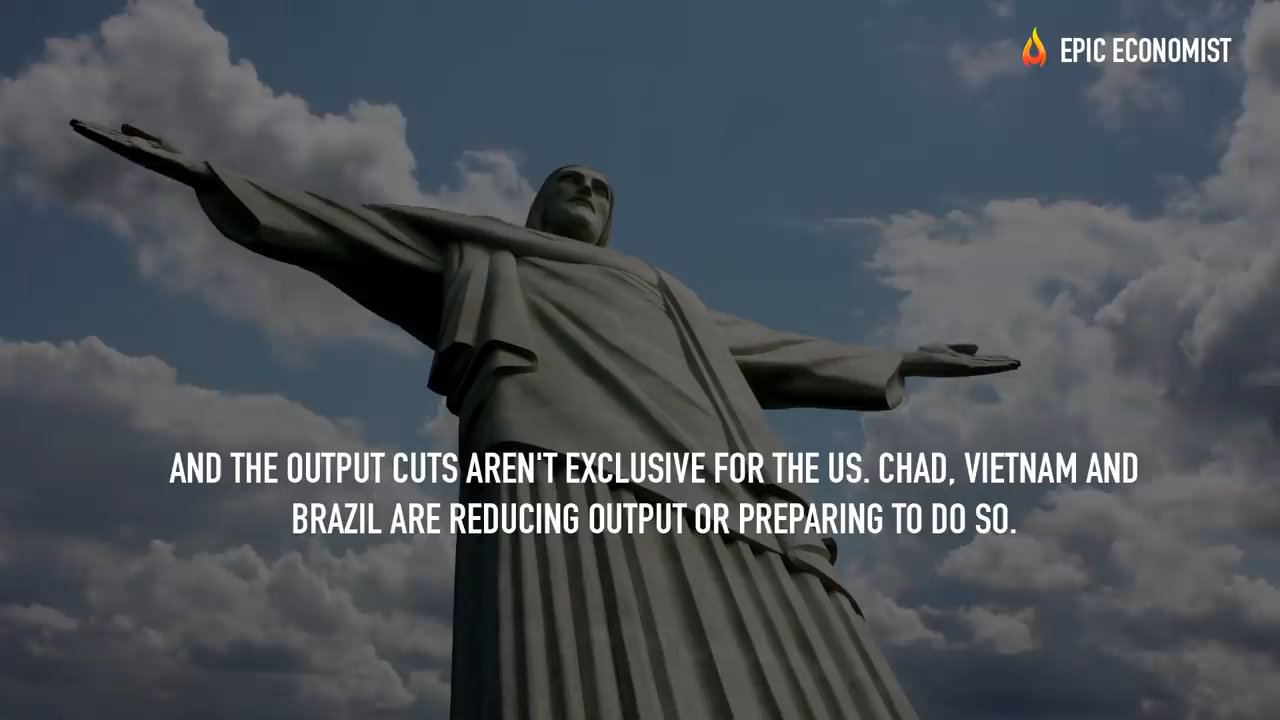 EPIC ECONOMIST
AND THE OUTPUT CUTS AREN'T EXCLUSIVE FOR THE US. CHAD, VIETNAM AND
BRAZIL ARE REDUCING OUTPUT OR PREPARING TO DO SO.